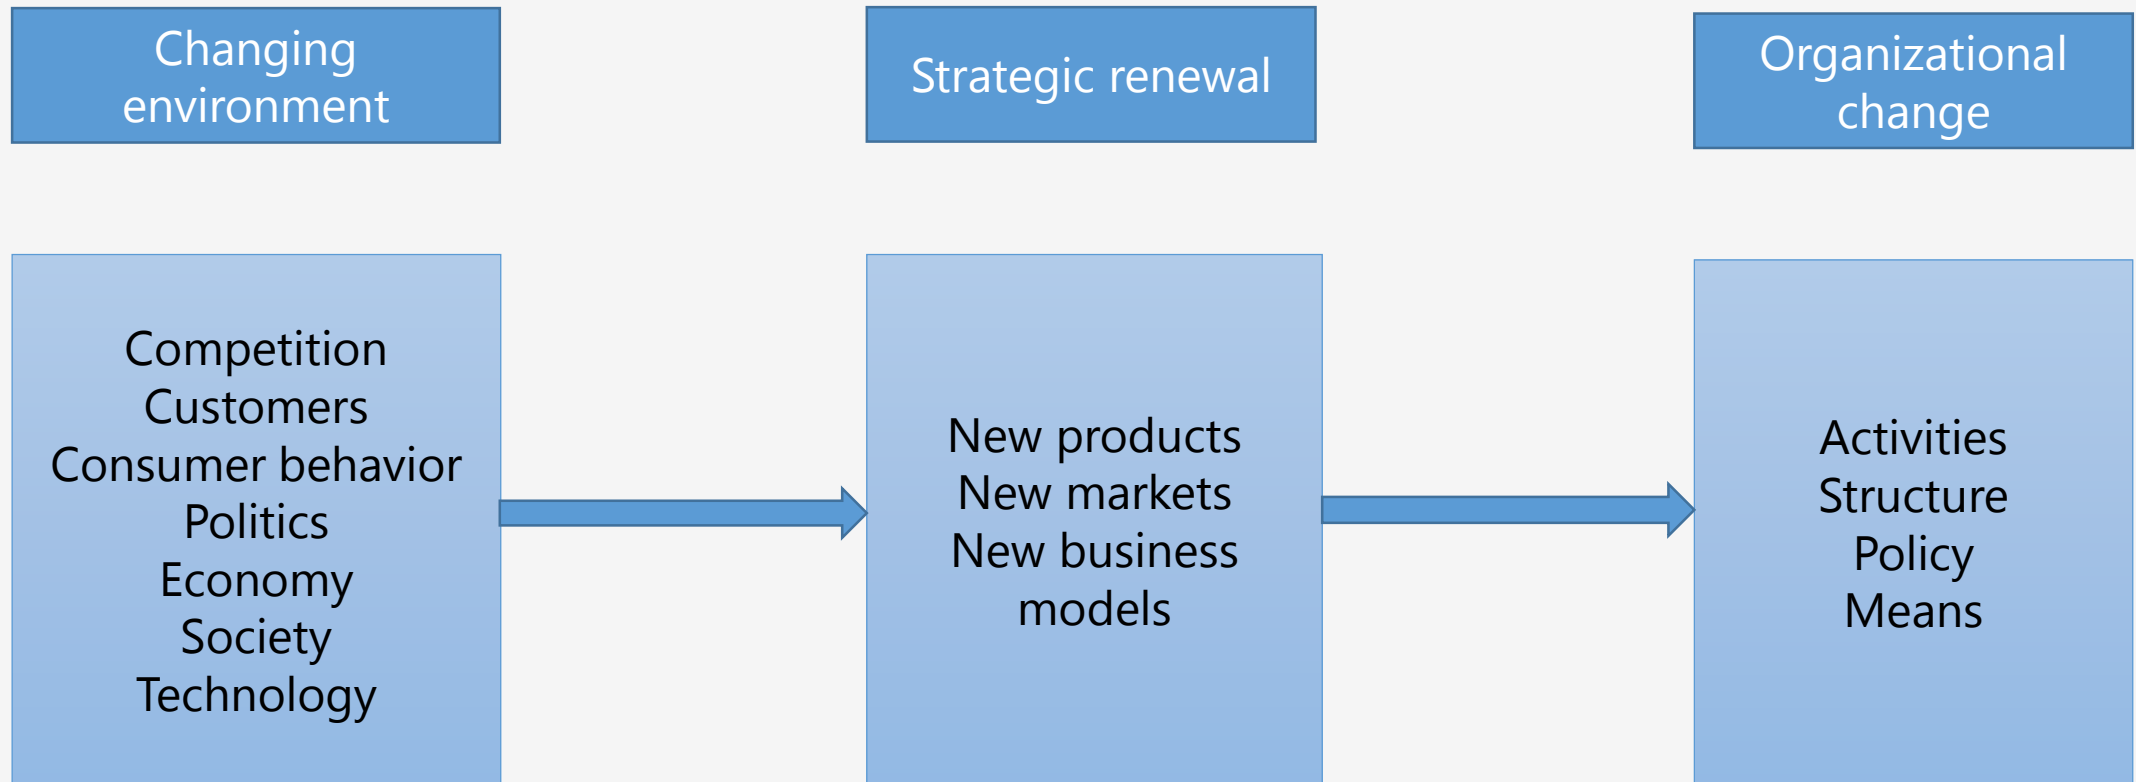 Changing
environment
Strategic renewal
Organizational
change
Competition
Customers
Consumer behavior
Politics
Economy
Society
Technology
New products
New markets
New business
models
Activities
Structure
Policy
Means